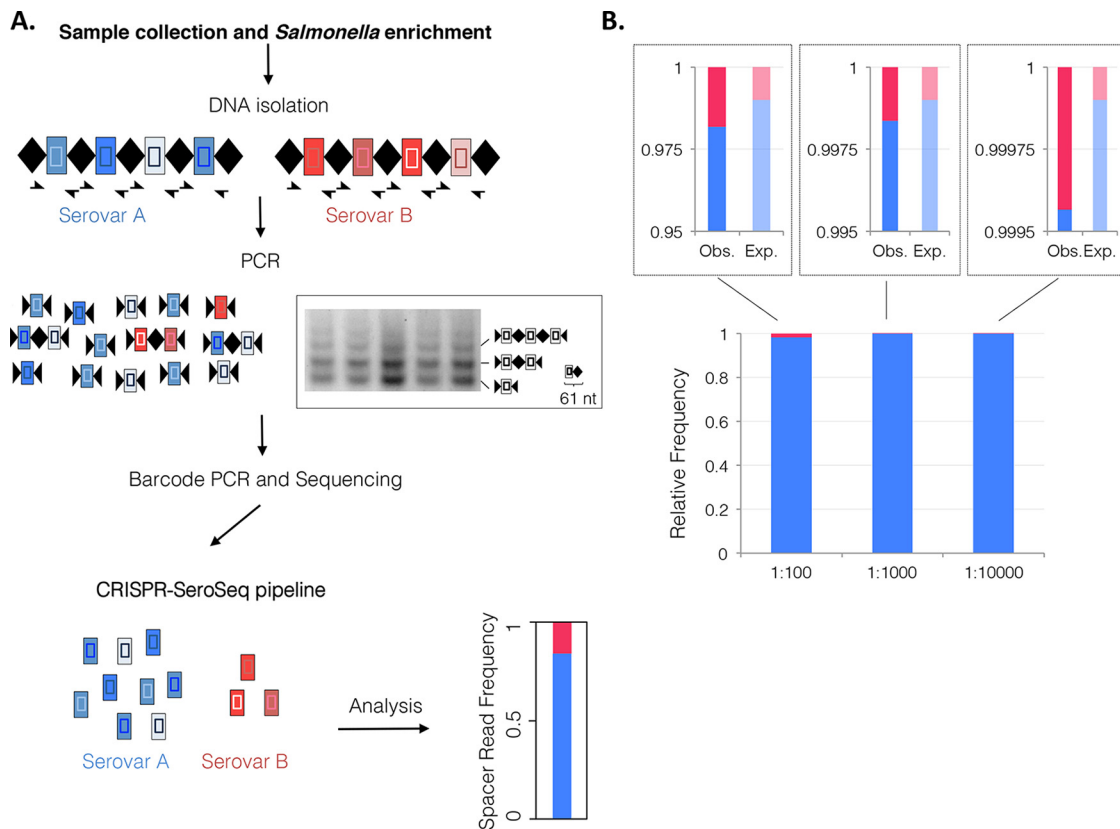 A.
Sample collection and Salmonella enrichment
DNA isolation
Serovar A
Serovar B
PCR
61 nt
Barcode PCR and Sequencing
CRISPR-SeroSeq pipeline
Serovar A
Serovar B
Analysis
Spacer Read Frequency
1
0.5
0
B.
1
0.975
0.95
Obs. Exp.
1
0.9975
0.995
Obs. Exp.
1
0.99975
0.9995
Obs. Exp.
Relative Frequency
1
0.8
0.6
0.4
0.2
0
1:100
1:1000
1:10000